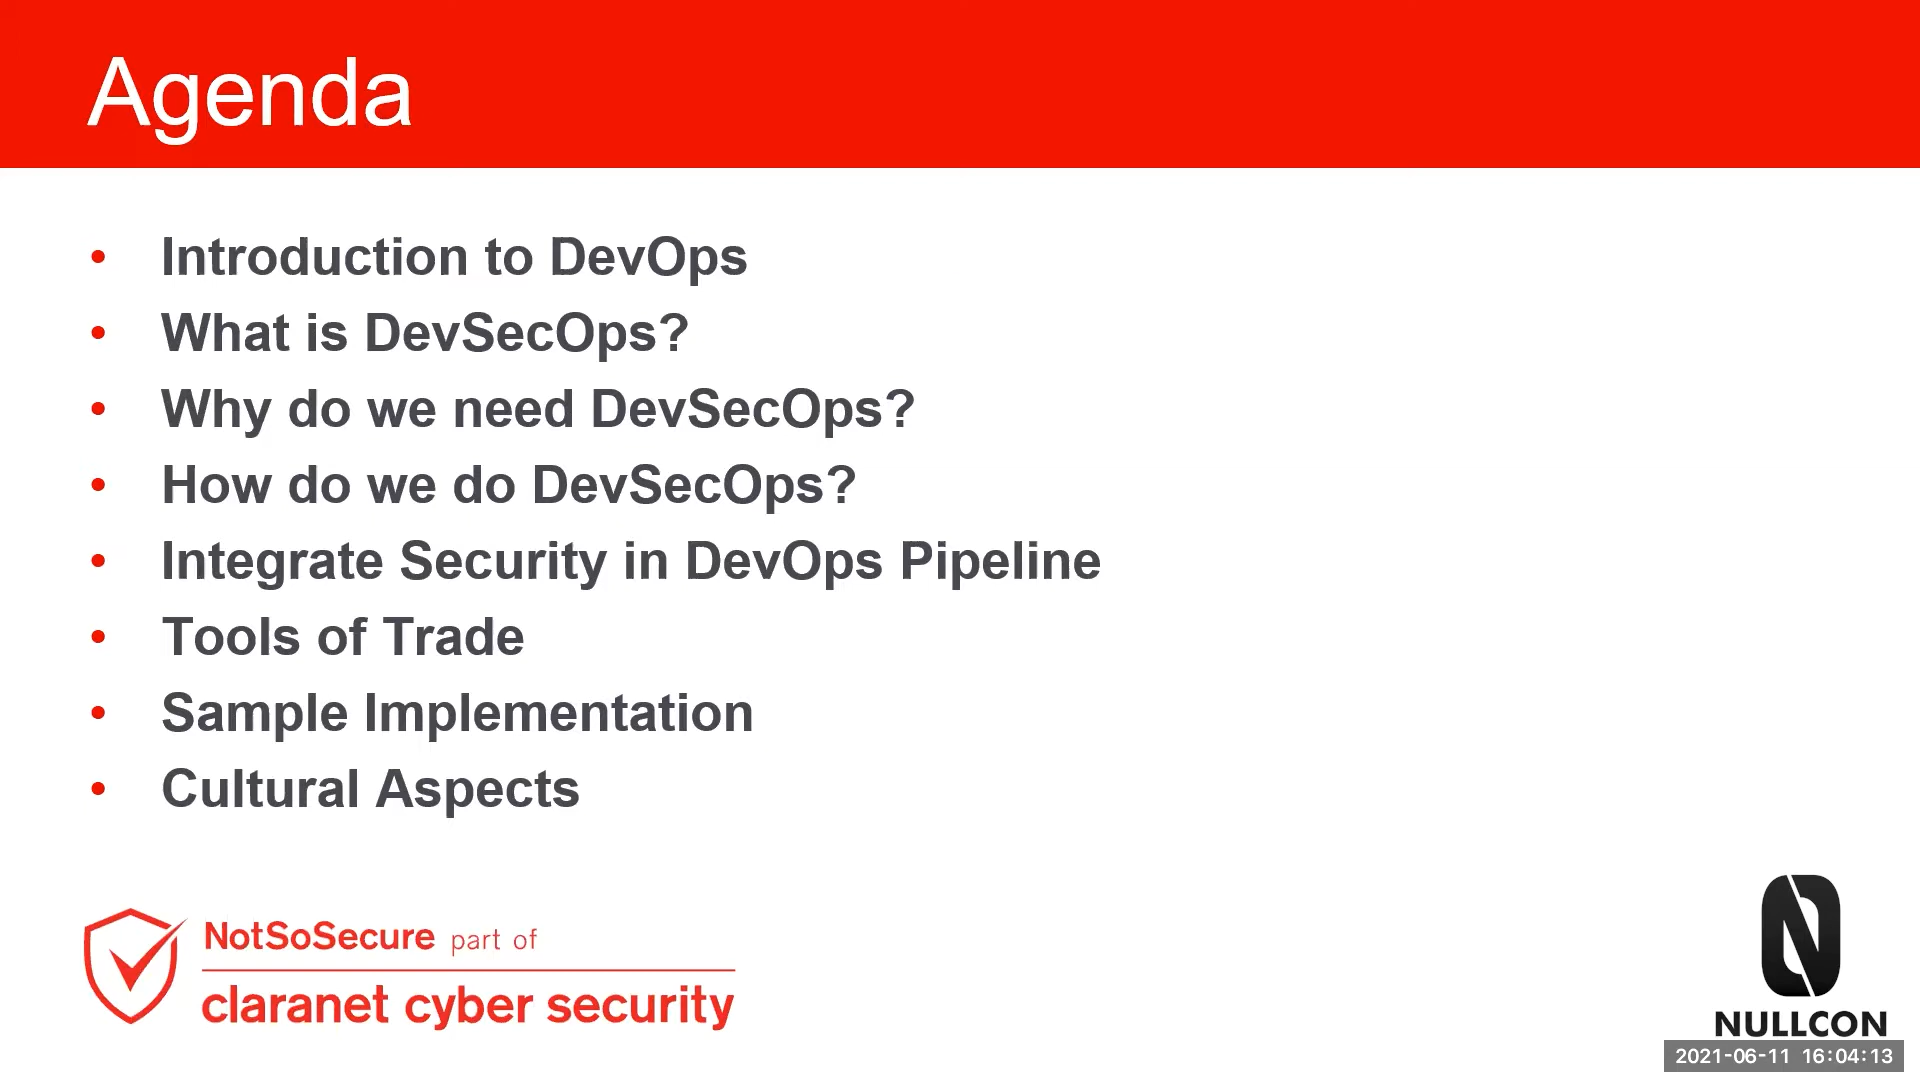 Agenda
• Introduction to DevOps
• What is DevSecOps?
• Why do we need DevSecOps?
• How do we do DevSecOps?
• Integrate Security in DevOps Pipeline
• Tools of Trade
• Sample Implementation
• Cultural Aspects
NotSoSecure part of
claranet cyber security
NULLCON
2021-06-11 16:04:13